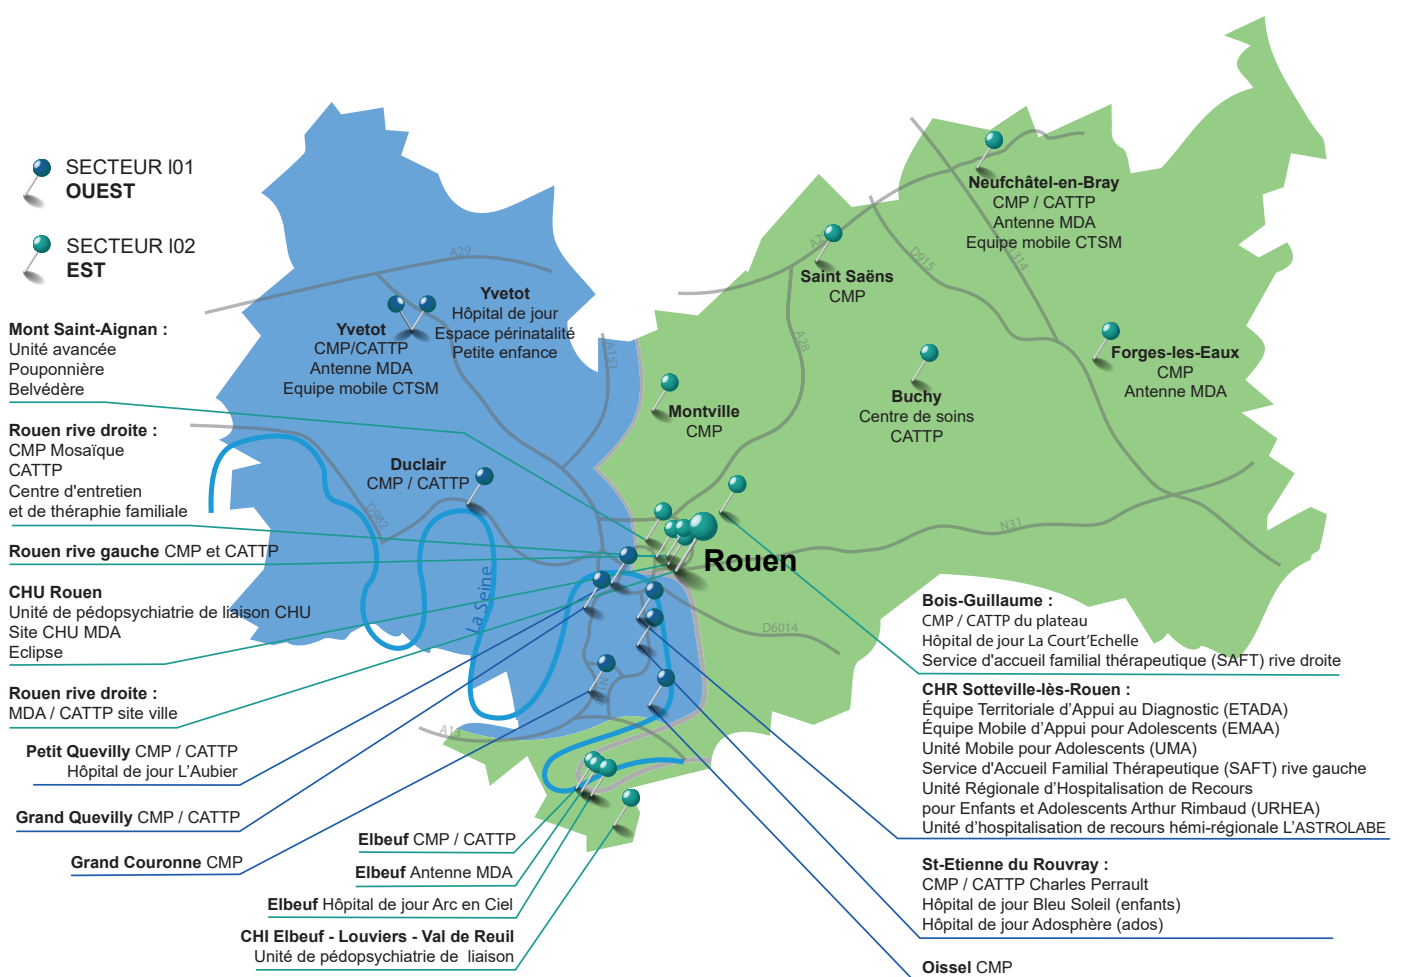 SECTEUR I01
OUEST
SECTEUR I02
EST
Mont Saint-Aignan :
Unité avancée
Pouponnière
Belvédère
Rouen rive droite :
CMP Mosaïque
CATTP
Centre d'entretien
et de théraphie familiale
Rouen rive gauche CMP et CATTP
CHU Rouen
Unité de pédopsychiatrie de liaison CHU
Site CHU MDA
Eclipse
Rouen rive droite :
MDA / CATTP site ville
Petit Quevilly CMP / CATTP
Hôpital de jour L'Aubier
Grand Quevilly CMP / CATTP
Grand Couronne CMP
Elbeuf CMP / CATTP
Elbeuf Antenne MDA
Elbeuf Hôpital de jour Arc en Ciel
CHI Elbeuf - Louviers - Val de Reuil
Unité de pédopsychiatrie de liaison
A29
Yvetot
Hôpital de jour
Espace périnatalité
Petite enfance
Yvetot
CMP/CATTP
Antenne MDA
Equipe mobile CTSM
A151
Duclair
CMP / CATTP
D982
La Seine
A13
Montville
CMP
A28
Saint Saëns
CMP
D915
Neufchâtel-en-Bray
CMP / CATTP
Antenne MDA
Equipe mobile CTSM
Forges-les-Eaux
CMP
Antenne MDA
Buchy
Centre de soins
CATTP
N31
Rouen
D6014
Bois-Guillaume :
CMP / CATTP du plateau
Hôpital de jour La Court'Echelle
Service d'accueil familial thérapeutique (SAFT) rive droite
CHR Sotteville-lès-Rouen :
Équipe Territoriale d'Appui au Diagnostic (ETADA)
Équipe Mobile d'Appui pour Adolescents (EMAA)
Unité Mobile pour Adolescents (UMA)
Service d'Accueil Familial Thérapeutique (SAFT) rive gauche
Unité Régionale d'Hospitalisation de Recours
pour Enfants et Adolescents Arthur Rimbaud (URHEA)
Unité d'hospitalisation de recours hémi-régionale L'ASTROLABE
St-Etienne du Rouvray :
CMP / CATTP Charles Perrault
Hôpital de jour Bleu Soleil (enfants)
Hôpital de jour Adosphère (ados)
Oissel CMP